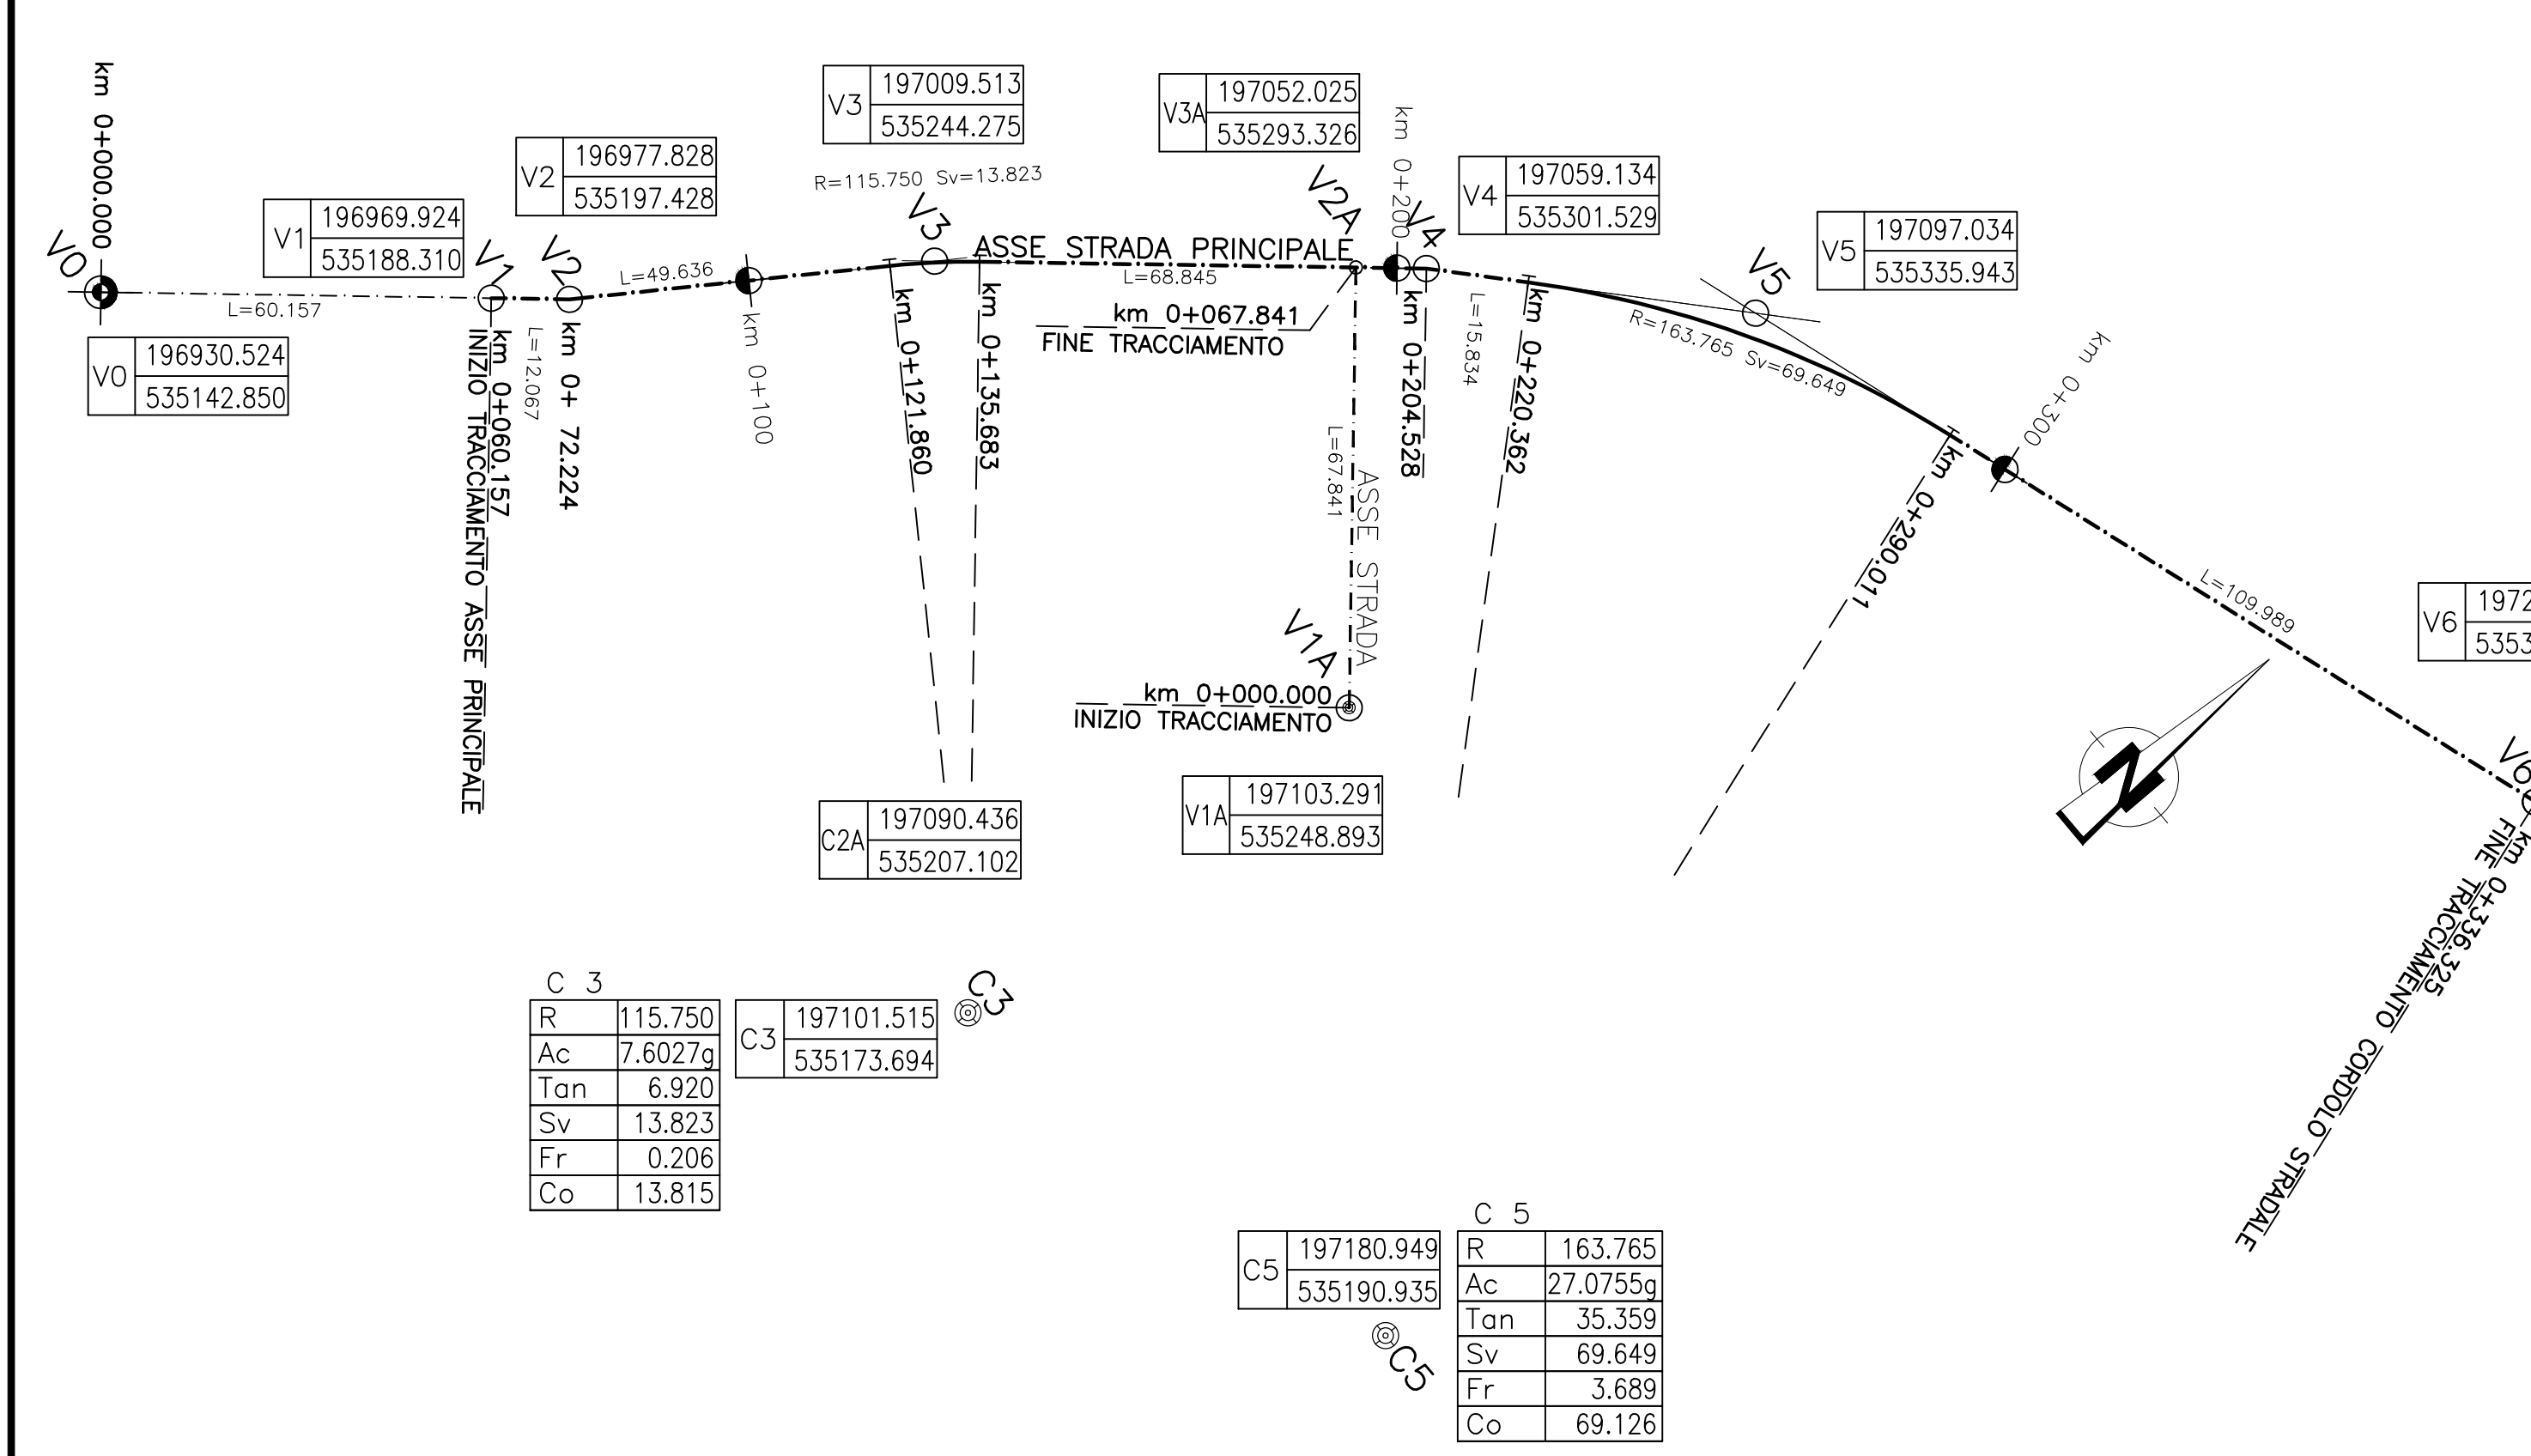 km 0+000.000
V0
V0
196930.524
535142.850
L=60.157
V1
196969.924
535188.310
V1
km 0+060.157
INIZIO TRACCIAMENTO ASSE PRINCIPALE
L=12.067
V2
196977.828
535197.428
V2
km 0+ 72.224
L=49.636
km 0+100
V3
197009.513
535244.275
R=115.750 Sv=13.823
V3
km 0+121.860
km 0+135.683
ASSE STRADA PRINCIPALE
L=68.845
V3A
197052.025
535293.326
V2A
km 0+200
km 0+067.841
FINE TRACCIAMENTO
V4
197059.134
535301.529
V4
km 0+204.528
L=15.834
km 0+220.362
L=67.841
ASSE STRADA
V1A
km 0+000.000
INIZIO TRACCIAMENTO
V1A
197103.291
535248.893
V5
197097.034
535335.943
V5
R=163.765 Sv=69.649
km 0+290.011
km 0+300
L=109.989
V6
1972
5353
V6
km 0+336.325
FINE TRACCIAMENTO CORDOLO STRADALE
N
C2A
197090.436
535207.102
C 3
R 115.750
Ac 7.6027g
Tan 6.920
Sv 13.823
Fr 0.206
Co 13.815
C3
197101.515
535173.694
C3
C5
197180.949
535190.935
C5
C 5
R 163.765
Ac 27.0755g
Tan 35.359
Sv 69.649
Fr 3.689
Co 69.126